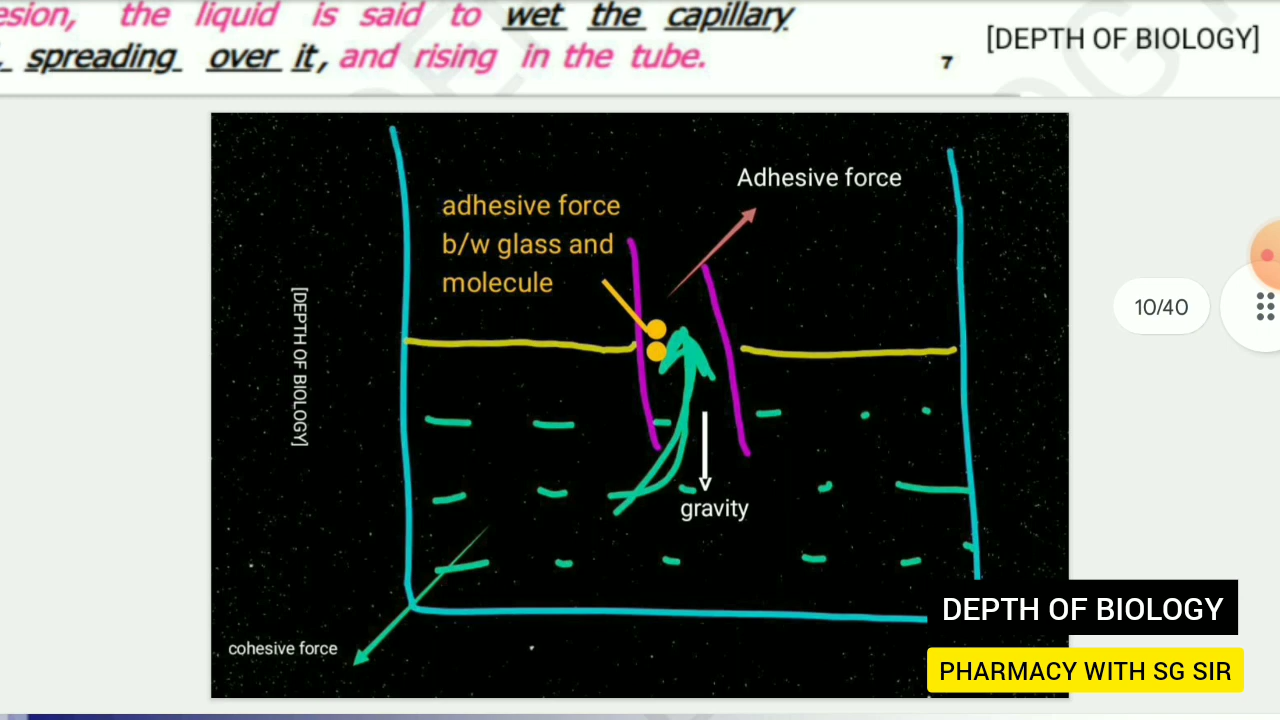 esion, the liquid is said to wet the capillary
spreading over it, and rising in the tube.
7
[DEPTH OF BIOLOGY]
Adhesive force
adhesive force
b/w glass and
molecule
[DEPTH OF BIOLOGY]
10/40
gravity
cohesive force
DEPTH OF BIOLOGY
PHARMACY WITH SG SIR